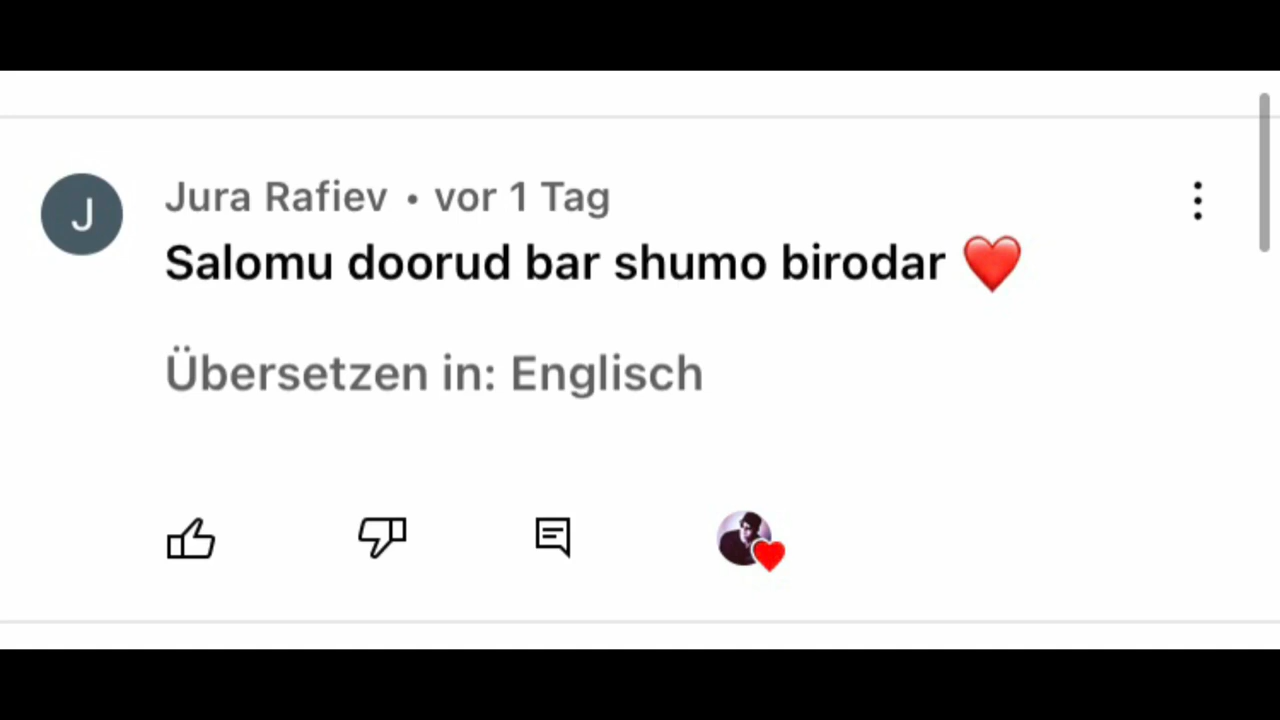 J
Jura Rafiev • vor 1 Tag
Salomu doorud bar shumo birodar ❤️
Übersetzen in: Englisch